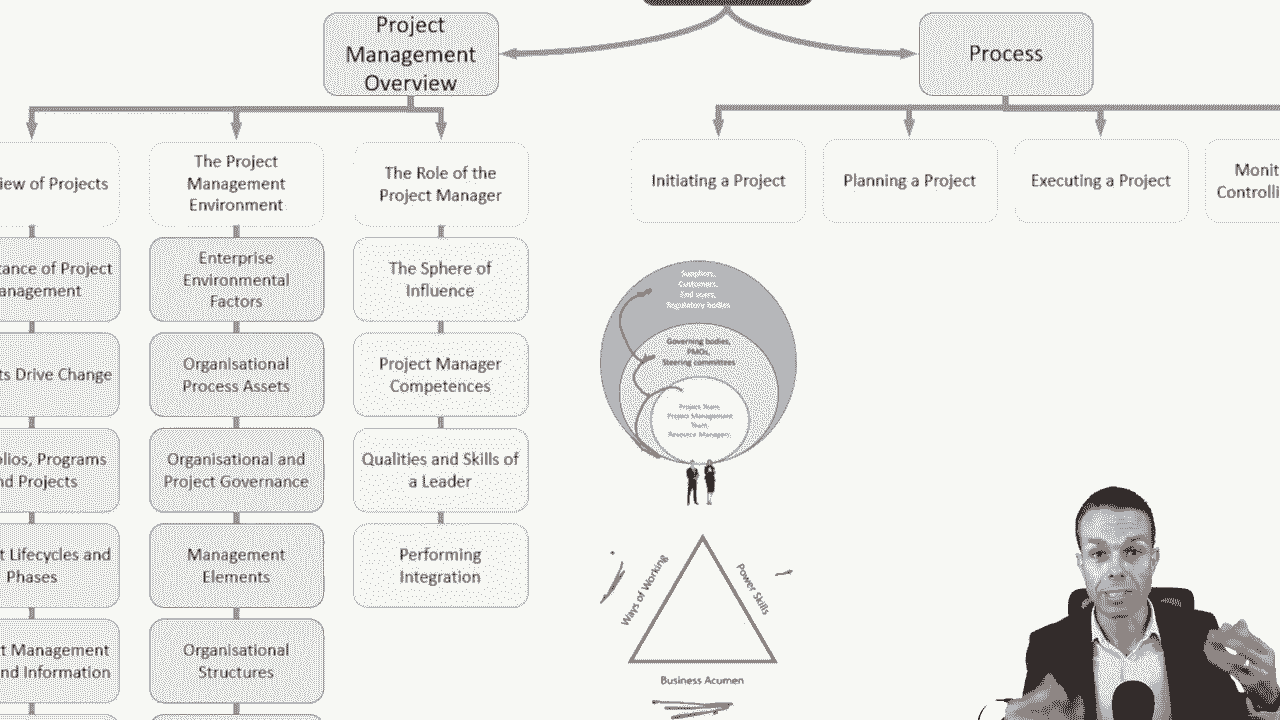 Project
Management
Overview
Process
iew of Projects
The Project
Management
Environment
The Role of the
Project Manager
Initiating a Project
Planning a Project
Executing a Project
Monit
Controlli
tance of Project
angement
Enterprise
Environmental
Factors
The Sphere of
Influence
Suppliers,
Customers,
End users,
Regulatory bodies
Governing bodies,
PMOs,
Steering committees
ts Drive Change
Organisational
Process Assets
Project Manager
Competences
Project Team,
Project Management
Team,
Resource Managers,
Programs
d Projects
Organisational and
Project Governance
Qualities and Skills of
a Leader
t Lifecycles and
Phases
Management
Elements
Performing
Integration
Ways of Working
Power Skills
t Management
nd Information
Organisational
Structures
Business Acumen